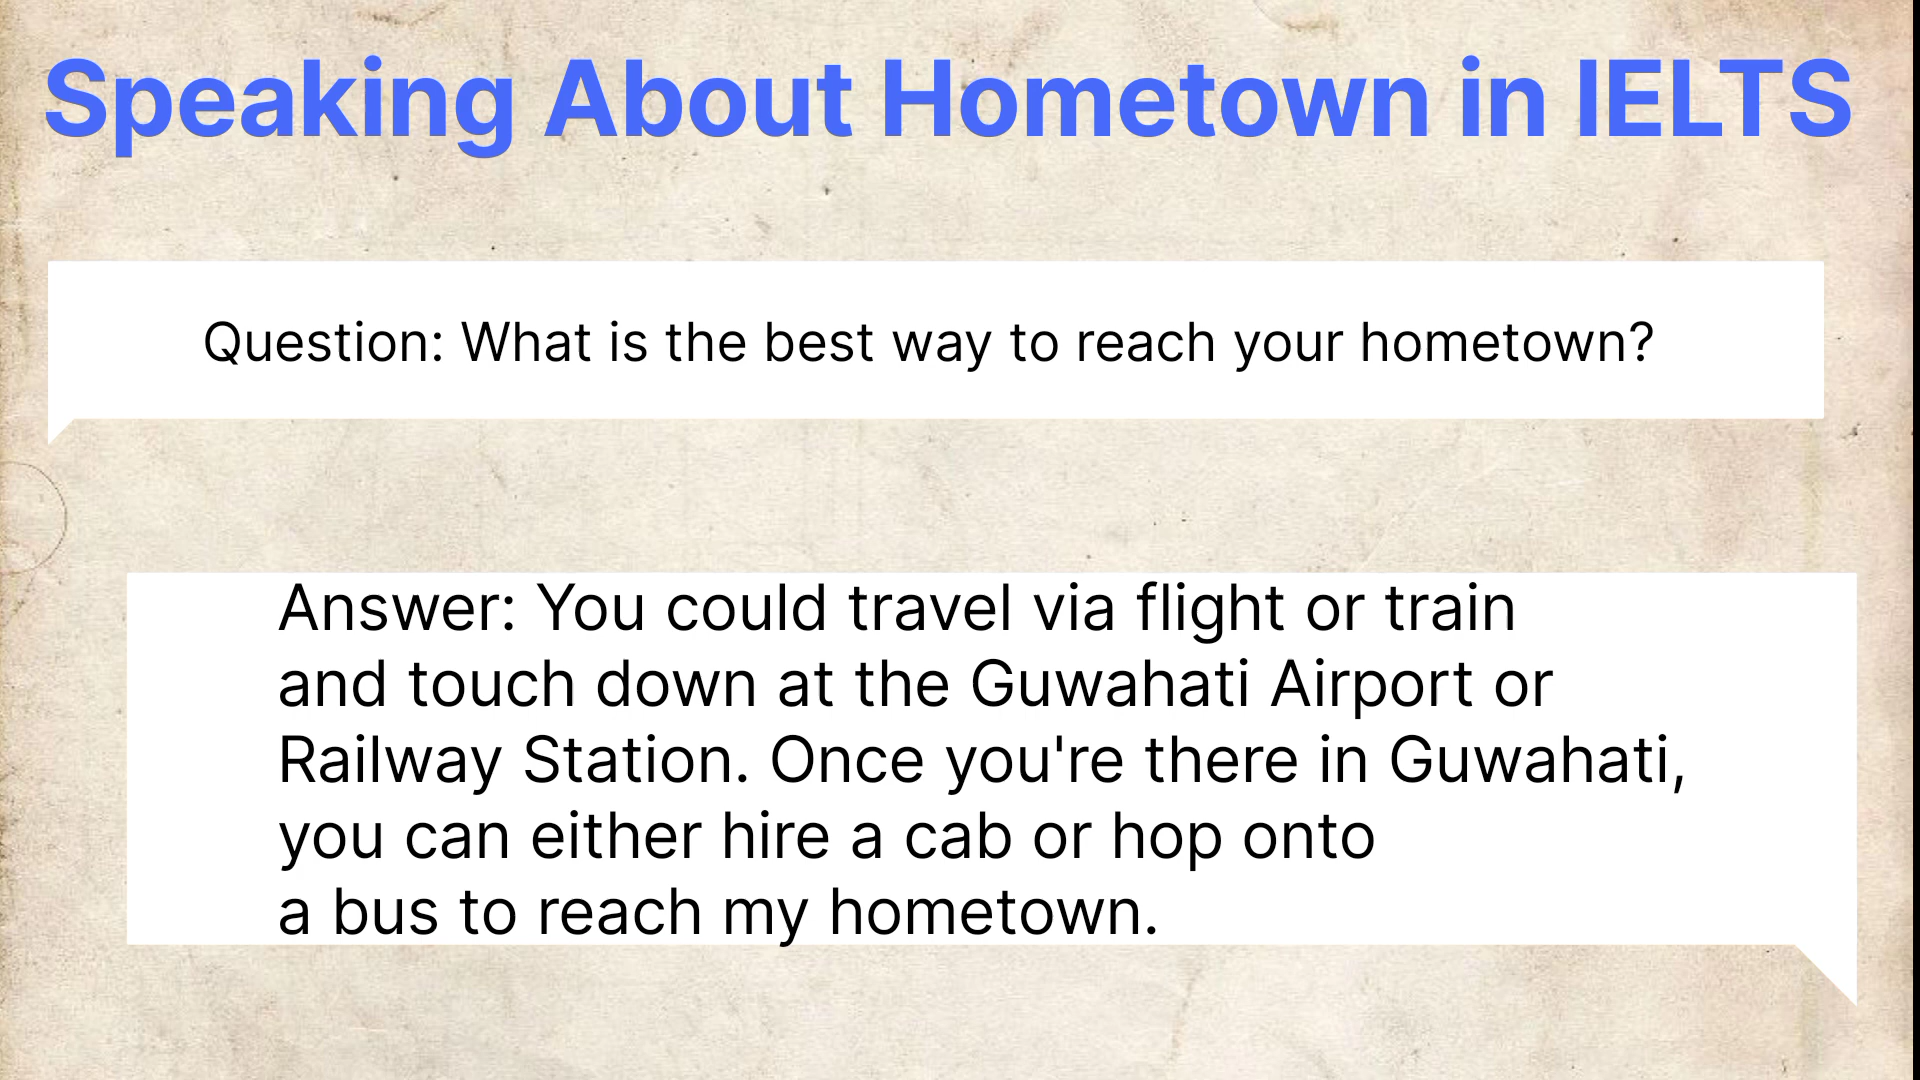 Speaking About Hometown in IELTS
Question: What is the best way to reach your hometown?
Answer: You could travel via flight or train
and touch down at the Guwahati Airport or
Railway Station. Once you're there in Guwahati,
you can either hire a cab or hop onto
a bus to reach my hometown.